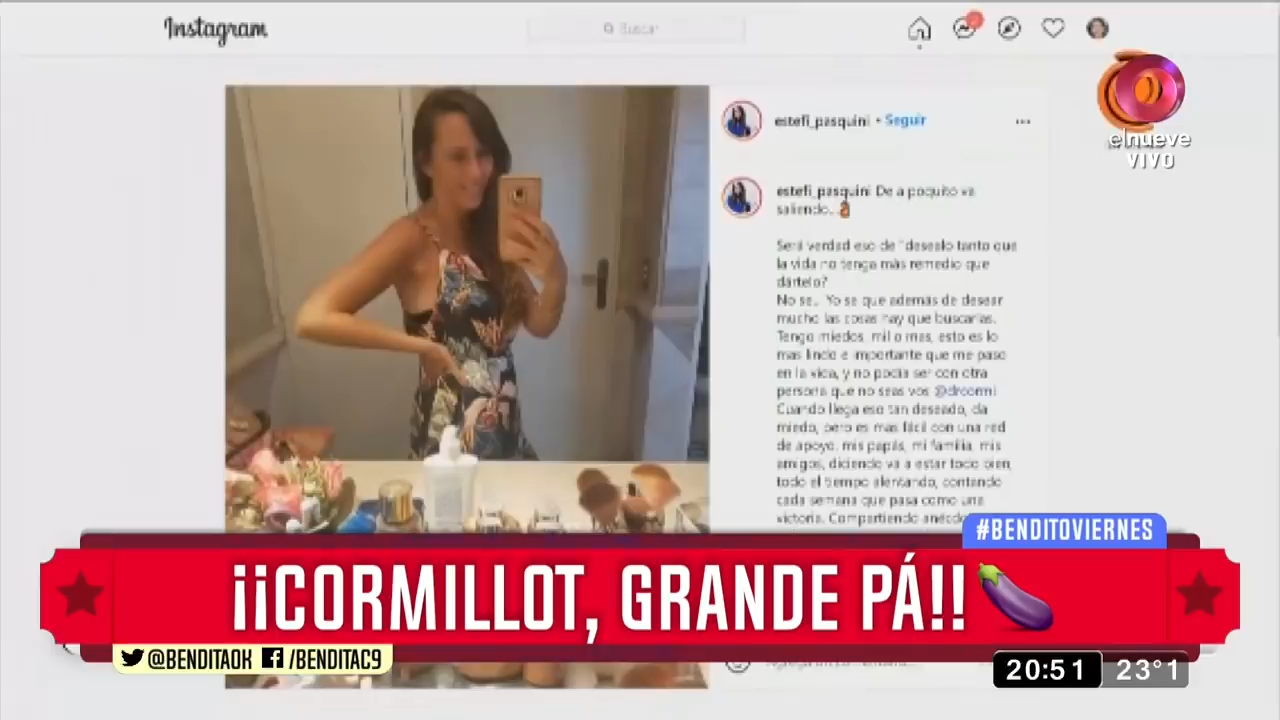 Instagram
Buscar
elnueve
VIVO
estefi_pasquini • Seguir
estefi_pasquini De a poquito va
saliendo...
Será verdad eso de "desealo tanto que
la vida no tenga más remedio que
dártelo?
No se.. Yo se que además de desear
mucho las cosas hay que buscarlas.
Tengo miedos, mil o mas, esto es lo
mas lindo e importante que me paso
en la vida, y no podia ser con otra
persona que no seas vos @drcormi
Cuando llega eso tan deseado, da
miedo, pero es mas fácil con una red
de apoyo, mis papás, mi familia, mis
amigos, diciendo va a estar todo bien,
todo el tiempo alentando, contando
cada semana que pasa como una
victoria. Compartiendo
#BENDITOVIERNES
¡¡CORMILLOT, GRANDE PÁ!!🍆
@BENDITAOK /BENDITAC9
20:51 23°1